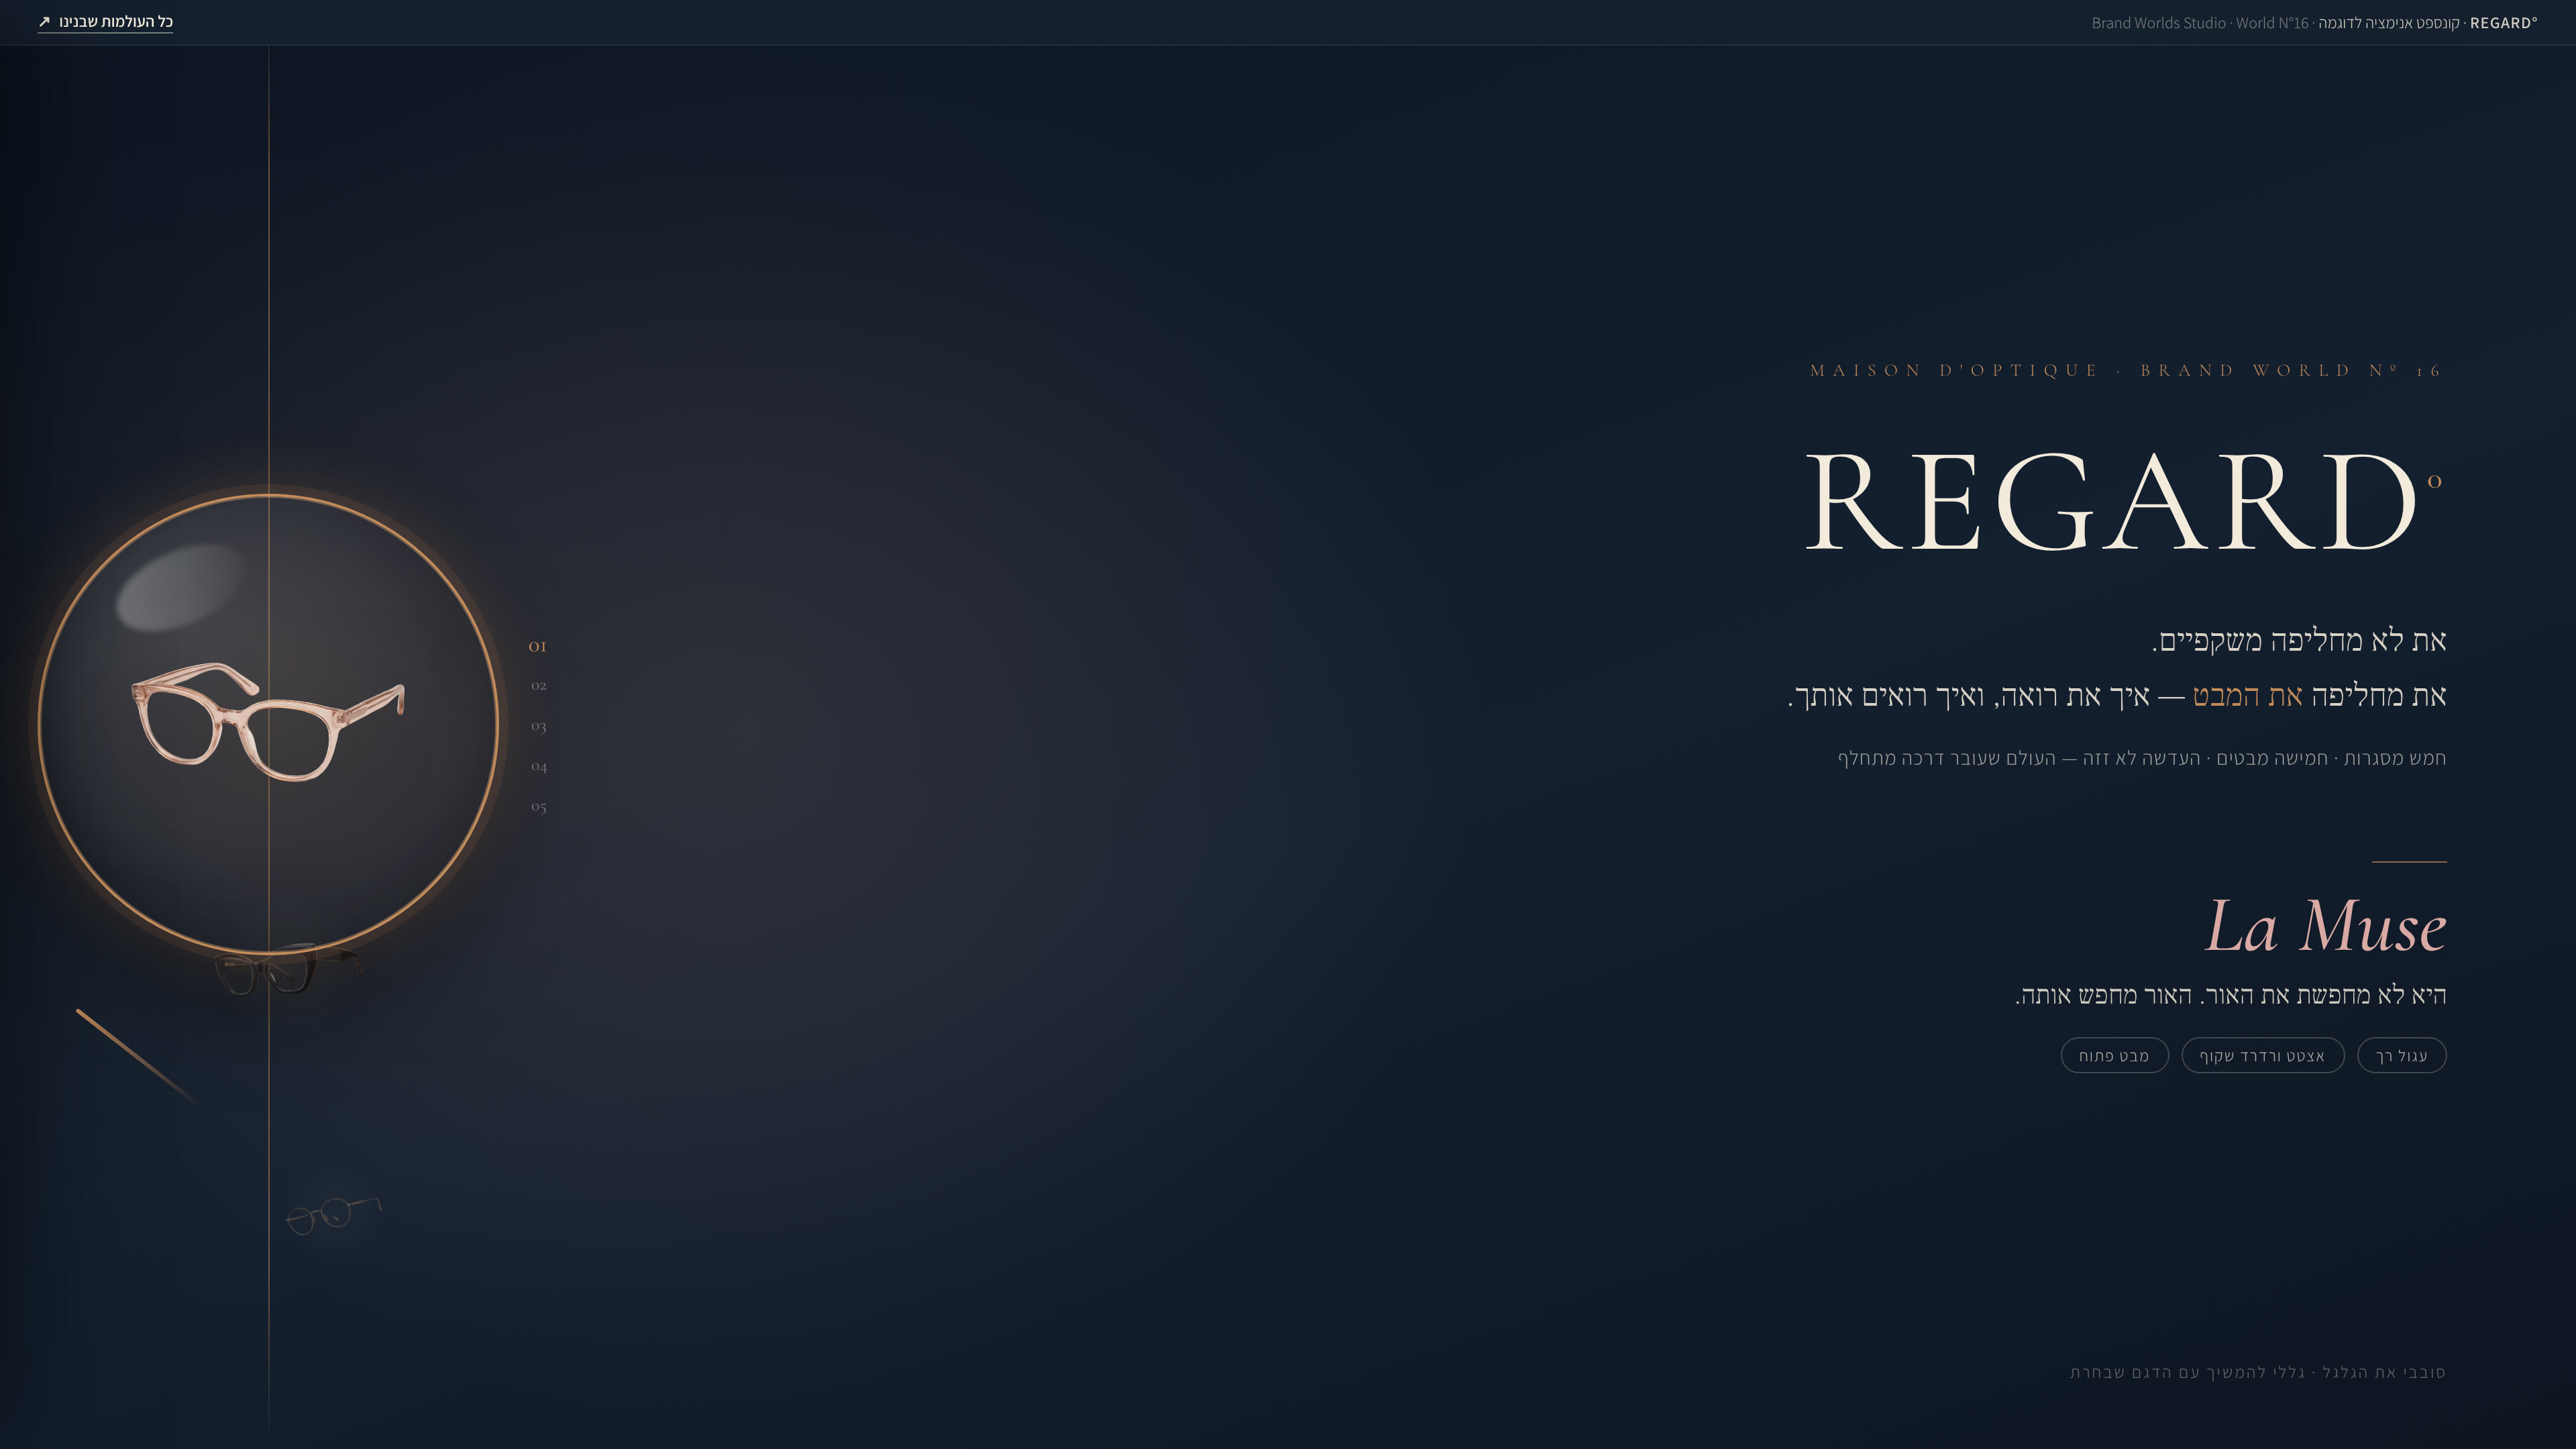 REGARD° · קונספט אנימציה לדוגמה · Brand Worlds Studio · World N°16
כל העולמות שבנינו ↗
MAISON D'OPTIQUE · BRAND WORLD Nº 16
REGARD°
את לא מחליפה משקפיים.
את מחליפה את המבט — איך את רואה, ואיך רואים אותך.
חמש מסגרות · חמישה מבטים · העדשה לא זזה — העולם שעובר דרכה מתחלף
La Muse
היא לא מחפשת את האור. האור מחפש אותה.
עגול רך
אצטט ורדרד שקוף
מבט פתוח
01
02
03
04
05
סובבי את הגלגל · גללי להמשיך עם הדגם שבחרת